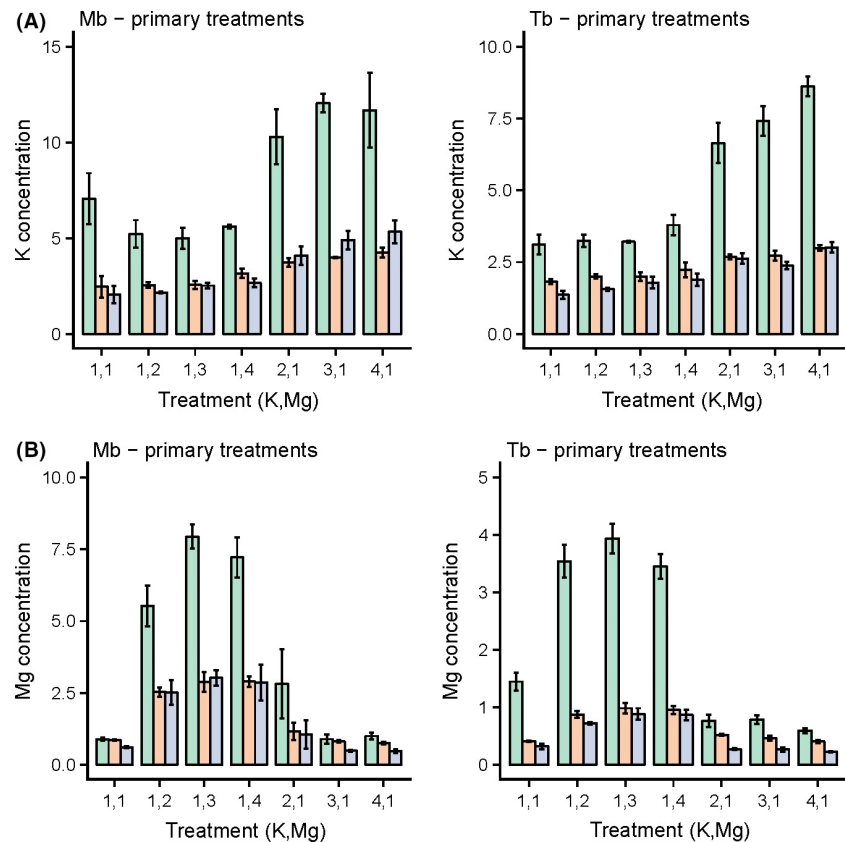 (A)
Mb − primary treatments
15
10
5
0
K concentration
1,1 1,2 1,3 1,4 2,1 3,1 4,1
Treatment (K,Mg)
Tb − primary treatments
10.0
7.5
5.0
2.5
0.0
K concentration
1,1 1,2 1,3 1,4 2,1 3,1 4,1
Treatment (K,Mg)
(B)
Mb − primary treatments
10.0
7.5
5.0
2.5
0.0
Mg concentration
1,1 1,2 1,3 1,4 2,1 3,1 4,1
Treatment (K,Mg)
Tb − primary treatments
5
4
3
2
1
0
Mg concentration
1,1 1,2 1,3 1,4 2,1 3,1 4,1
Treatment (K,Mg)